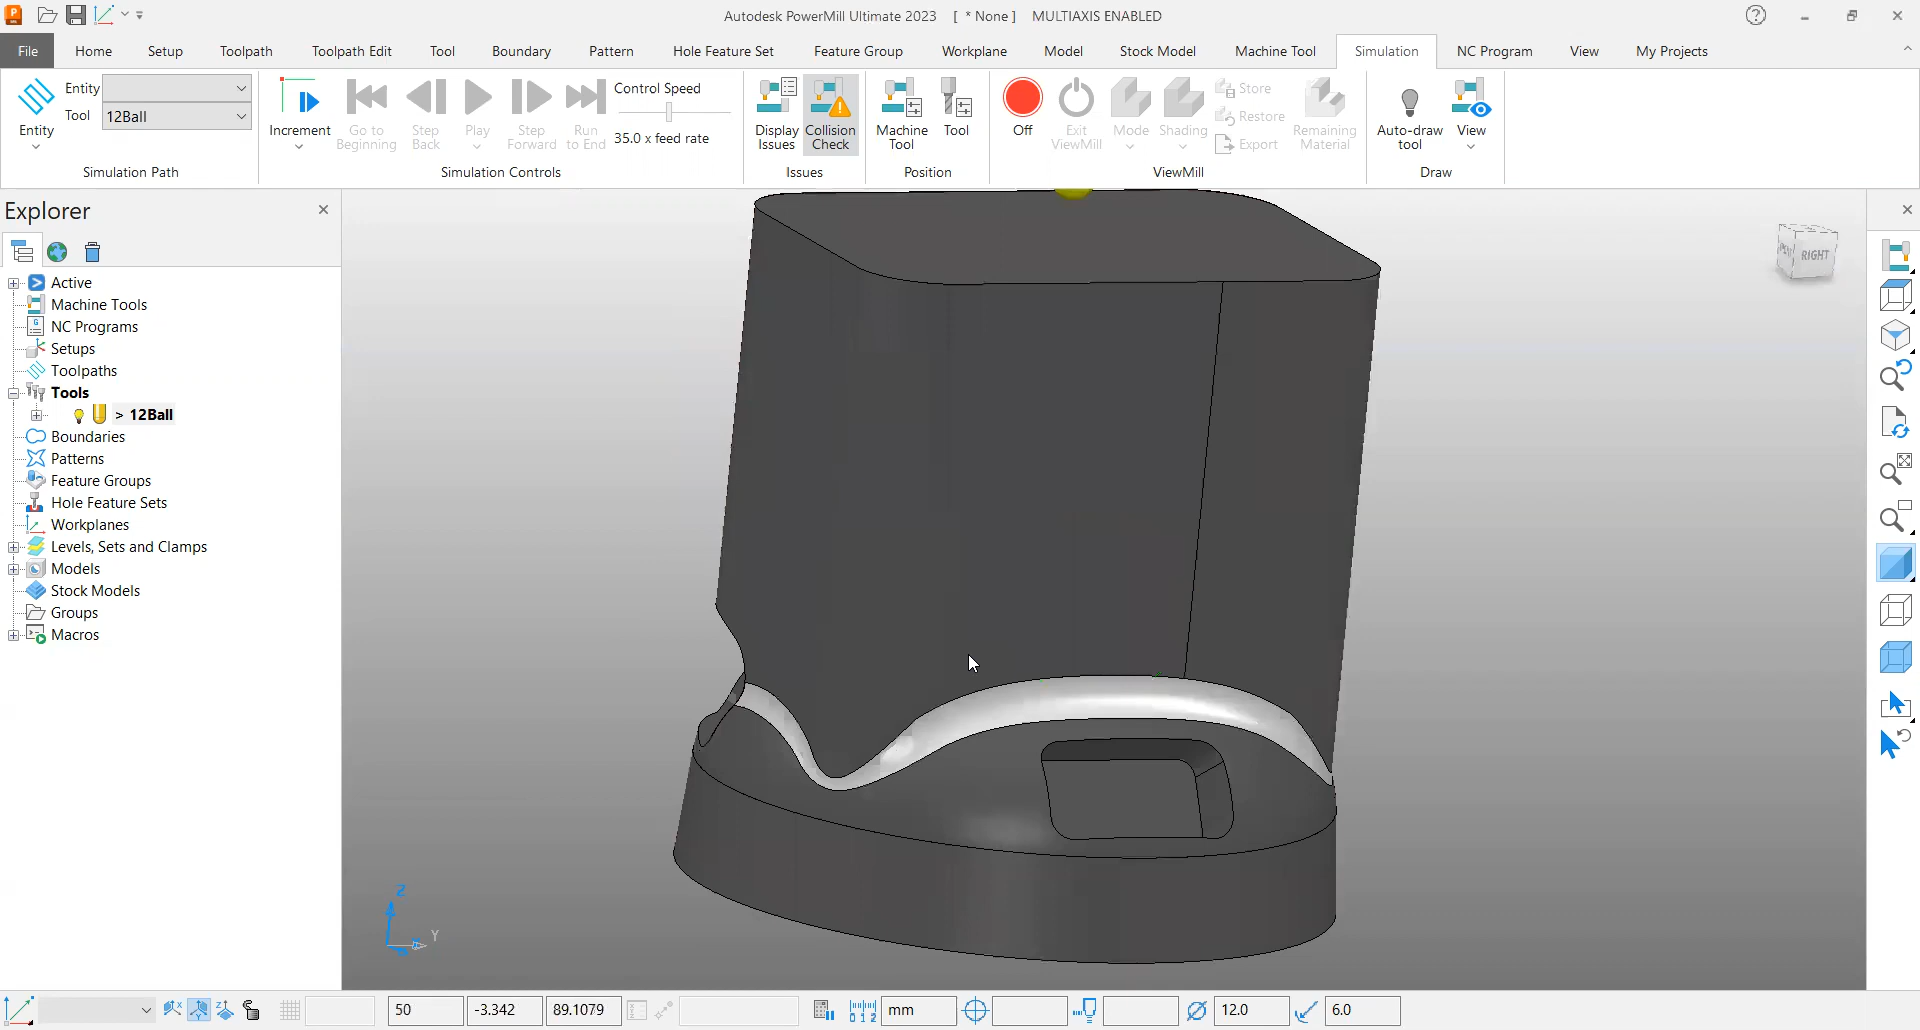 Autodesk PowerMill Ultimate 2023 [ * None ] MULTIAXIS ENABLED
File Home Setup Toolpath Toolpath Edit Tool Boundary Pattern Hole Feature Set Feature Group Workplane Model Stock Model Machine Tool Simulation NC Program View My Projects
Entity
Tool 12Ball
Entity
Simulation Path
Increment
Go to Beginning
Step Back
Play
Step Forward
Run to End
Control Speed
35.0 x feed rate
Simulation Controls
Display Issues
Collision Check
Issues
Machine Tool
Tool
Position
Off
Exit ViewMill
Mode
Shading
Store
Restore
Export
Remaining Material
ViewMill
Auto-draw tool
View
Draw
Explorer
Active
Machine Tools
NC Programs
Setups
Toolpaths
Tools
> 12Ball
Boundaries
Patterns
Feature Groups
Hole Feature Sets
Workplanes
Levels, Sets and Clamps
Models
Stock Models
Groups
Macros
RIGHT
Z
Y
50 -3.342 89.1079 mm 12.0 6.0